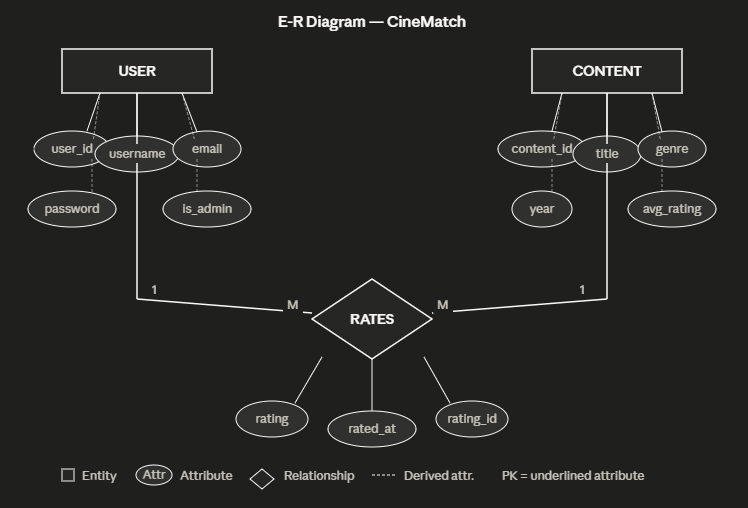 E-R Diagram — CineMatch
USER
CONTENT
user_id
username
email
content_id
title
genre
password
is_admin
year
avg_rating
1
M
M
1
RATES
rating
rated_at
rating_id
Entity
Attr
Attribute
Relationship
Derived attr.
PK = underlined attribute